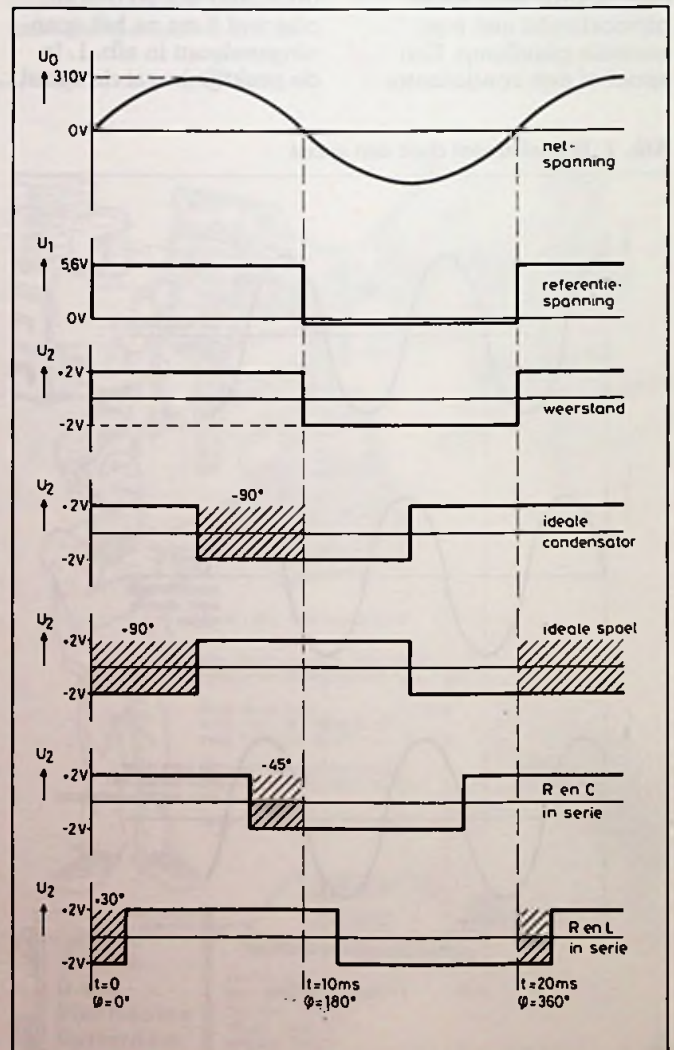 U0
310V
0V
net-
spanning
U1
5,6V
0V
referentie-
spanning
U2
+2V
-2V
weerstand
U2
+2V
-2V
-90°
ideale
condensator
U2
+2V
-2V
+90°
ideale spoel
U2
+2V
-2V
-45°
R en C
in serie
U2
+2V
-2V
+30°
R en L
in serie
t=0
φ=0°
t=10ms
φ=180°
t=20ms
φ=360°